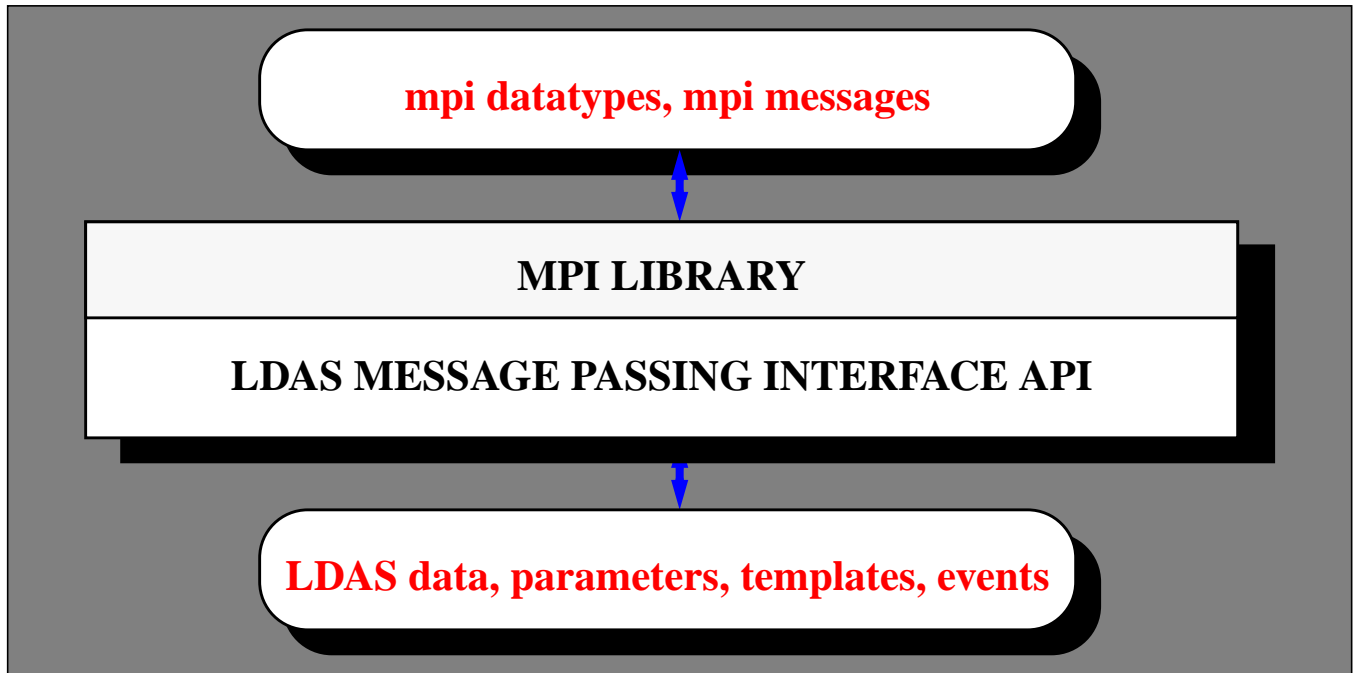 mpi datatypes, mpi messages
MPI LIBRARY
LDAS MESSAGE PASSING INTERFACE API
LDAS data, parameters, templates, events